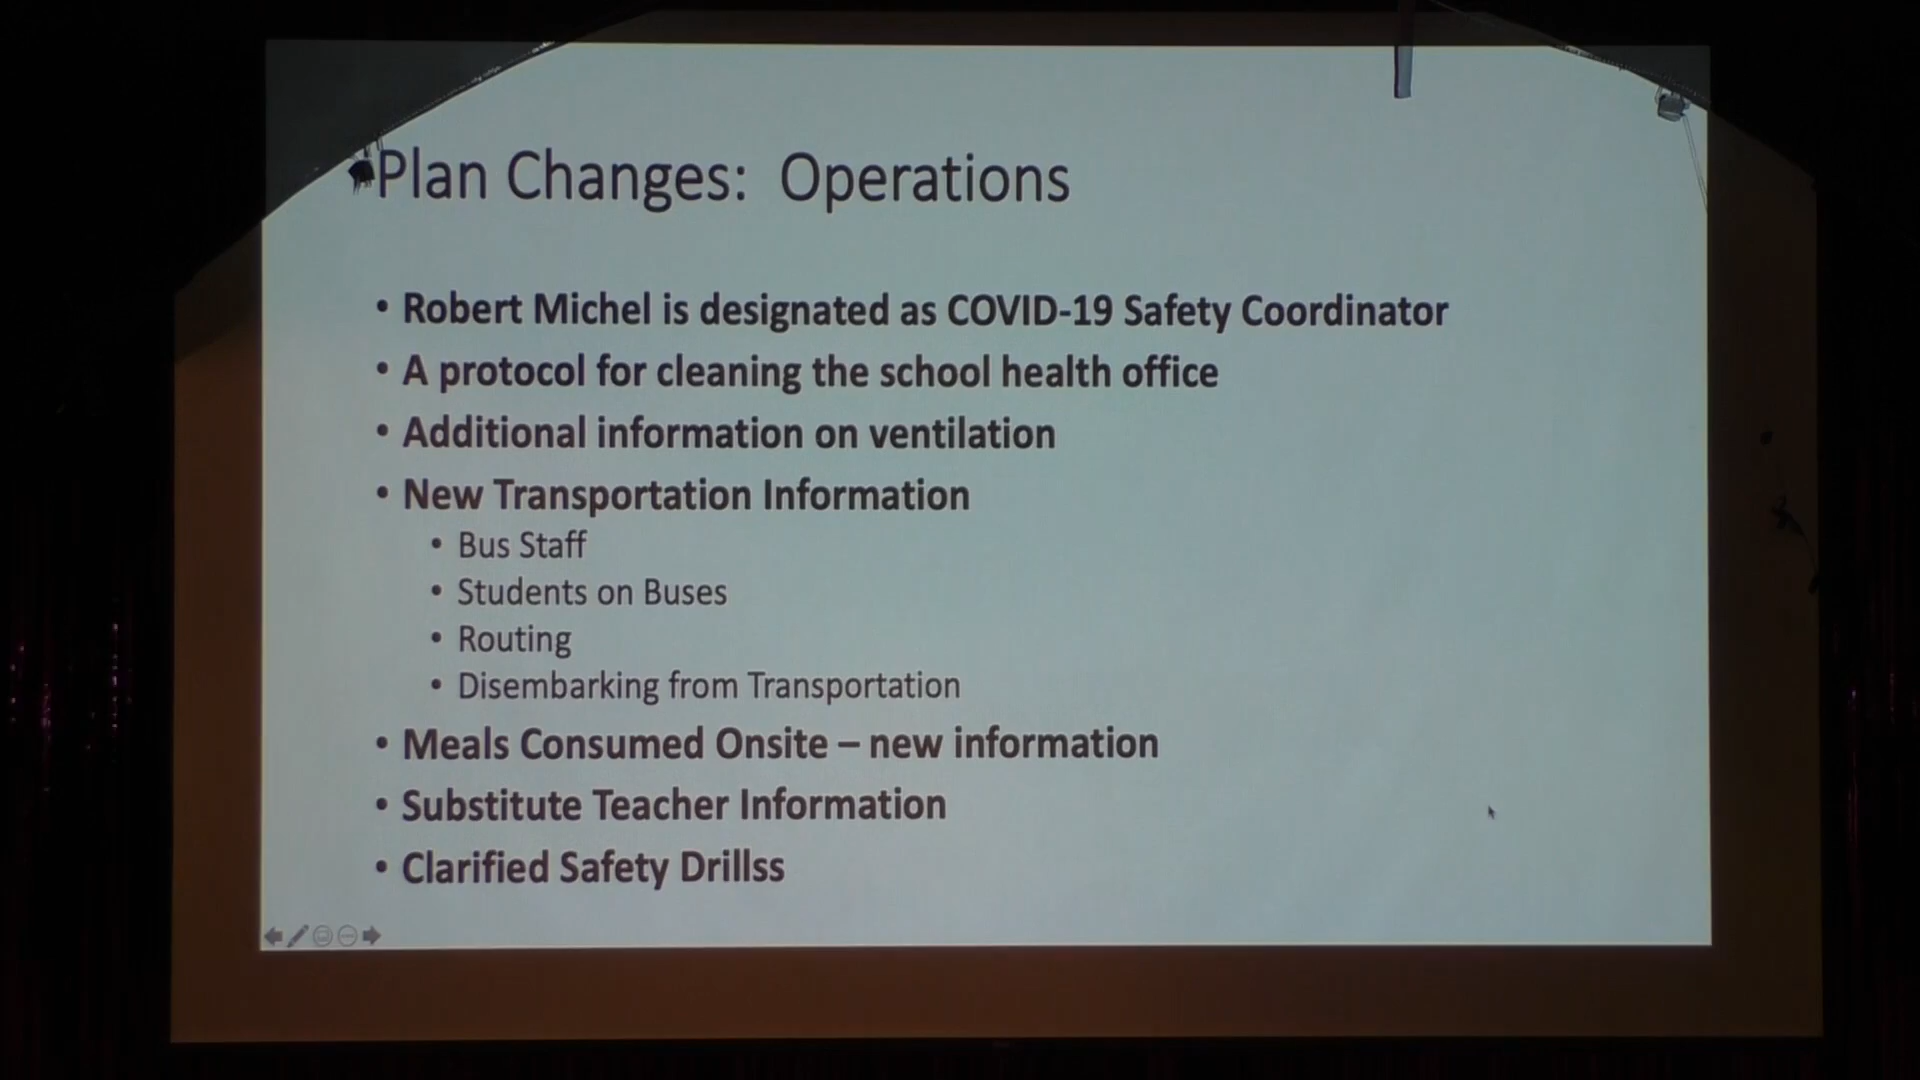 Plan Changes: Operations
• Robert Michel is designated as COVID-19 Safety Coordinator
• A protocol for cleaning the school health office
• Additional information on ventilation
• New Transportation Information
• Bus Staff
• Students on Buses
• Routing
• Disembarking from Transportation
• Meals Consumed Onsite – new information
• Substitute Teacher Information
• Clarified Safety Drillss